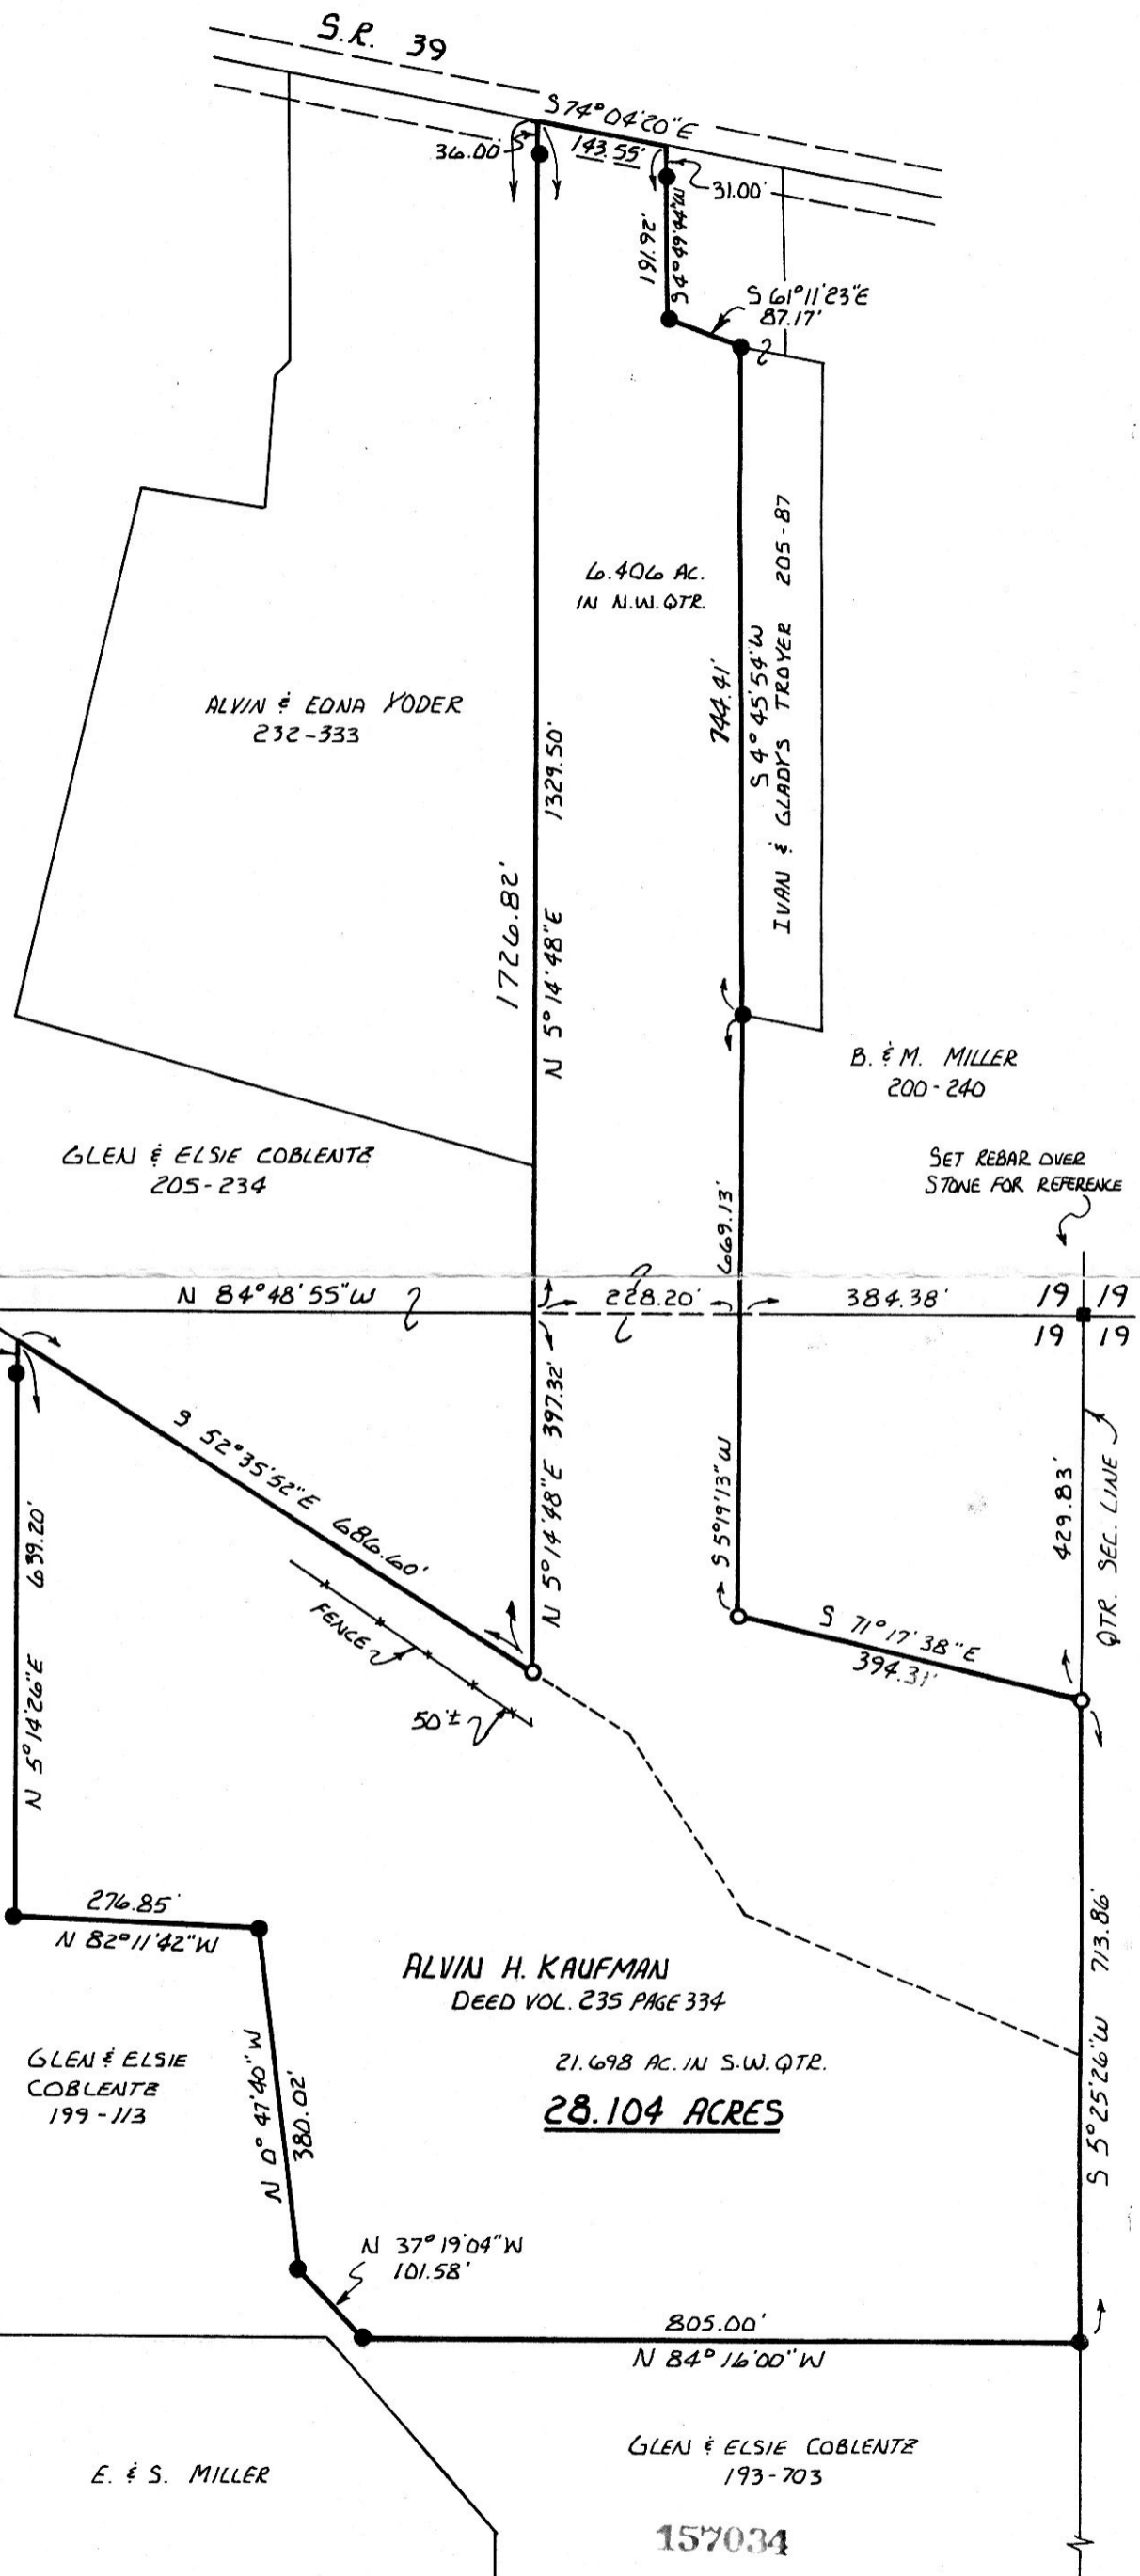 S.R. 39
S 74° 04' 20" E
143.55'
36.00'
31.00'
191.92'
S 4° 49' 44" W
S 61° 11' 23" E
87.17'
6.406 AC.
IN N.W. QTR.
744.41'
S 4° 45' 54" W
IVAN & GLADYS TROYER 205-87
ALVIN & EDNA YODER
232-333
1329.50'
1726.82'
N 5° 14' 48" E
B. & M. MILLER
200-240
GLEN & ELSIE COBLENTZ
205-234
SET REBAR OVER
STONE FOR REFERENCE
669.13'
N 84° 48' 55" W
228.20'
384.38'
19 19
19 19
S 52° 35' 52" E 686.60'
N 5° 14' 48" E 397.32'
S 5° 19' 13" W
429.83'
QTR. SEC. LINE
S 71° 17' 38" E
394.31'
FENCE
50'±
639.20'
N 5° 14' 26" E
276.85'
N 82° 11' 42" W
ALVIN H. KAUFMAN
DEED VOL. 235 PAGE 334
21.698 AC. IN S.W. QTR.
28.104 ACRES
S 5° 25' 26" W 713.86'
GLEN & ELSIE
COBLENTZ
199-113
N 0° 47' 40" W
380.02'
N 37° 19' 04" W
101.58'
805.00'
N 84° 16' 00" W
E. & S. MILLER
GLEN & ELSIE COBLENTZ
193-703
157034